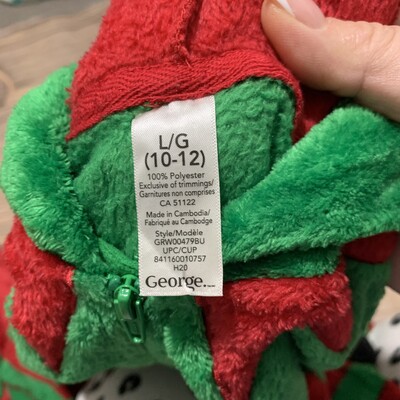 L/G
(10-12)
100% Polyester
Exclusive of trimmings/
Garnitures non comprises
CA 51122
Made in Cambodia/
Fabriqué au Cambodge
Style/Modèle
GRW00479BU
UPC/CUP
841160010757
H20
George.